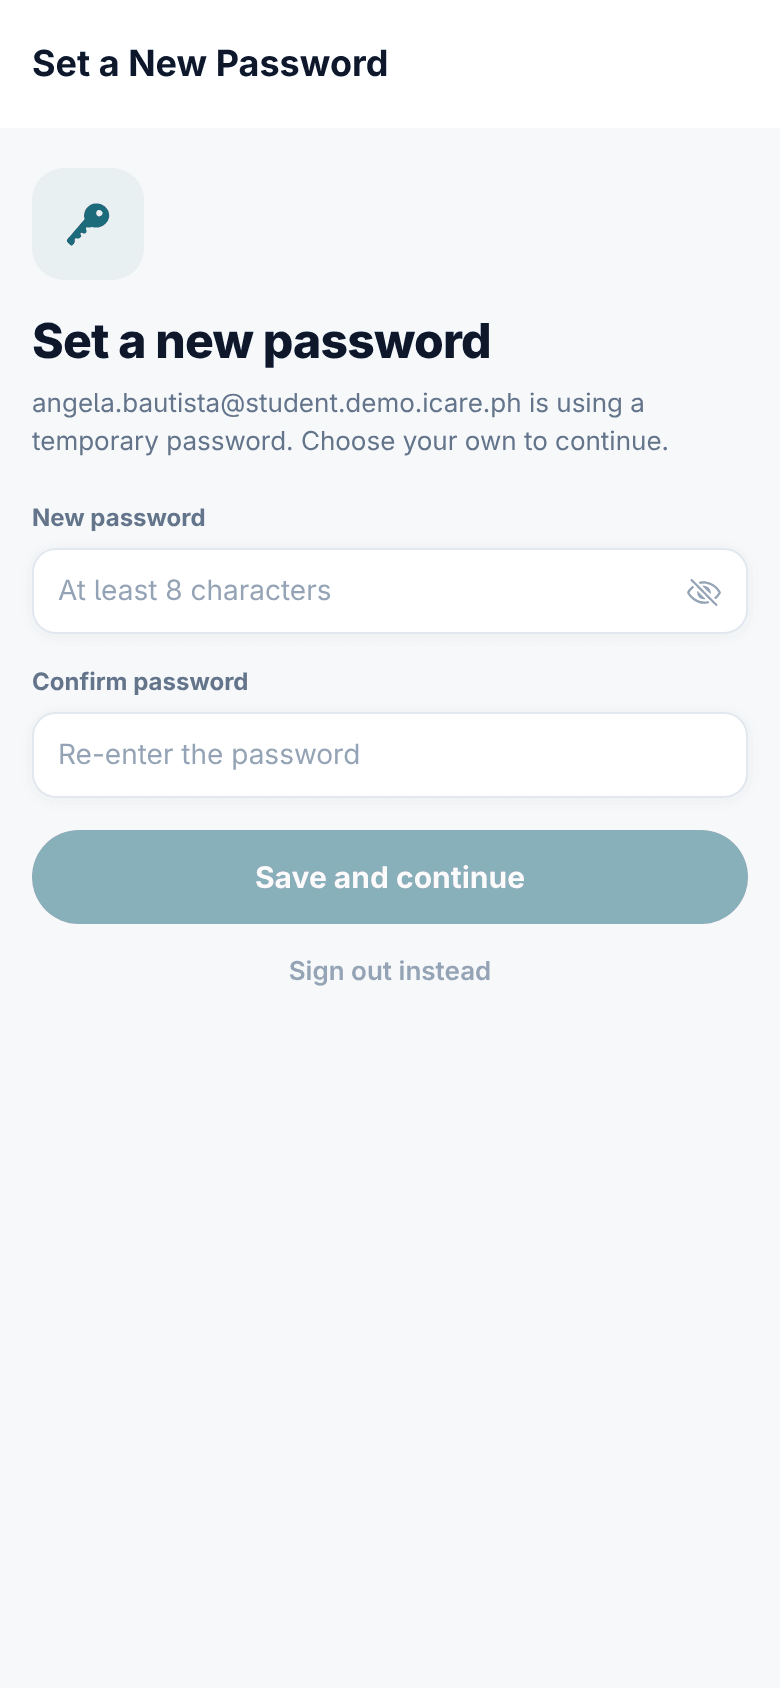 Set a New Password
Set a new password
angela.bautista@student.demo.icare.ph is using a
temporary password. Choose your own to continue.
New password
At least 8 characters
Confirm password
Re-enter the password
Save and continue
Sign out instead